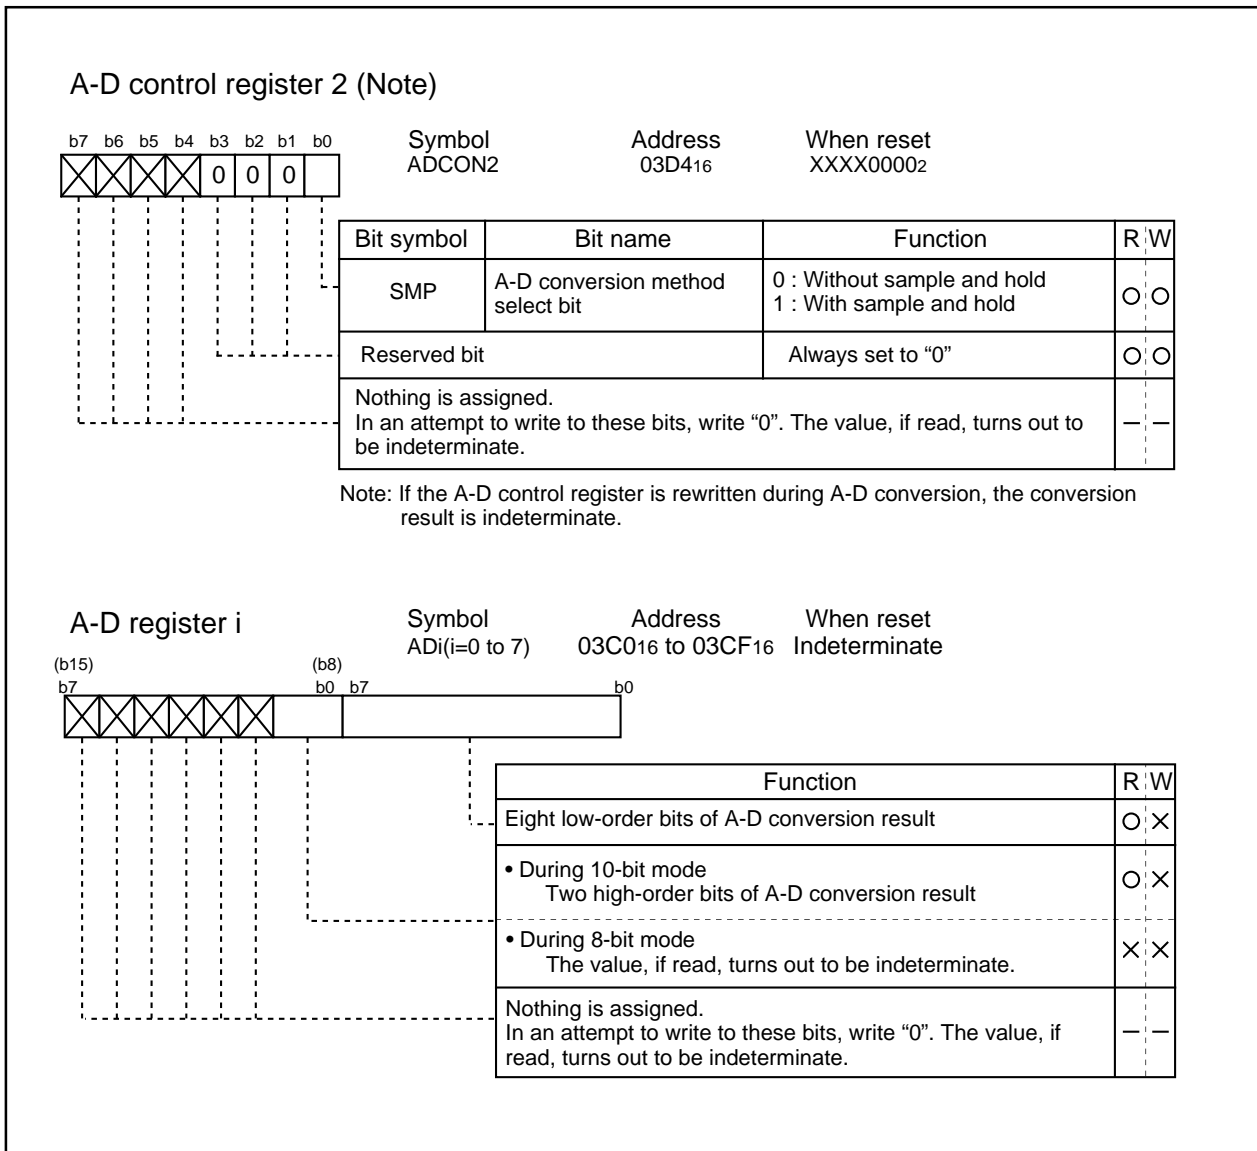 A-D control register 2 (Note)
b7 b6 b5 b4 b3 b2 b1 b0
0 0 0
Symbol Address When reset
ADCON2 03D416 XXXX00002
Bit symbol Bit name Function R W
SMP A-D conversion method select bit 0 : Without sample and hold
1 : With sample and hold
Reserved bit Always set to “0”
Nothing is assigned.
In an attempt to write to these bits, write “0”. The value, if read, turns out to
be indeterminate.
Note: If the A-D control register is rewritten during A-D conversion, the conversion
result is indeterminate.
A-D register i
Symbol Address When reset
ADi(i=0 to 7) 03C016 to 03CF16 Indeterminate
(b15) (b8)
b7 b0 b7 b0
Function R W
Eight low-order bits of A-D conversion result
• During 10-bit mode
Two high-order bits of A-D conversion result
• During 8-bit mode
The value, if read, turns out to be indeterminate.
Nothing is assigned.
In an attempt to write to these bits, write “0”. The value, if
read, turns out to be indeterminate.